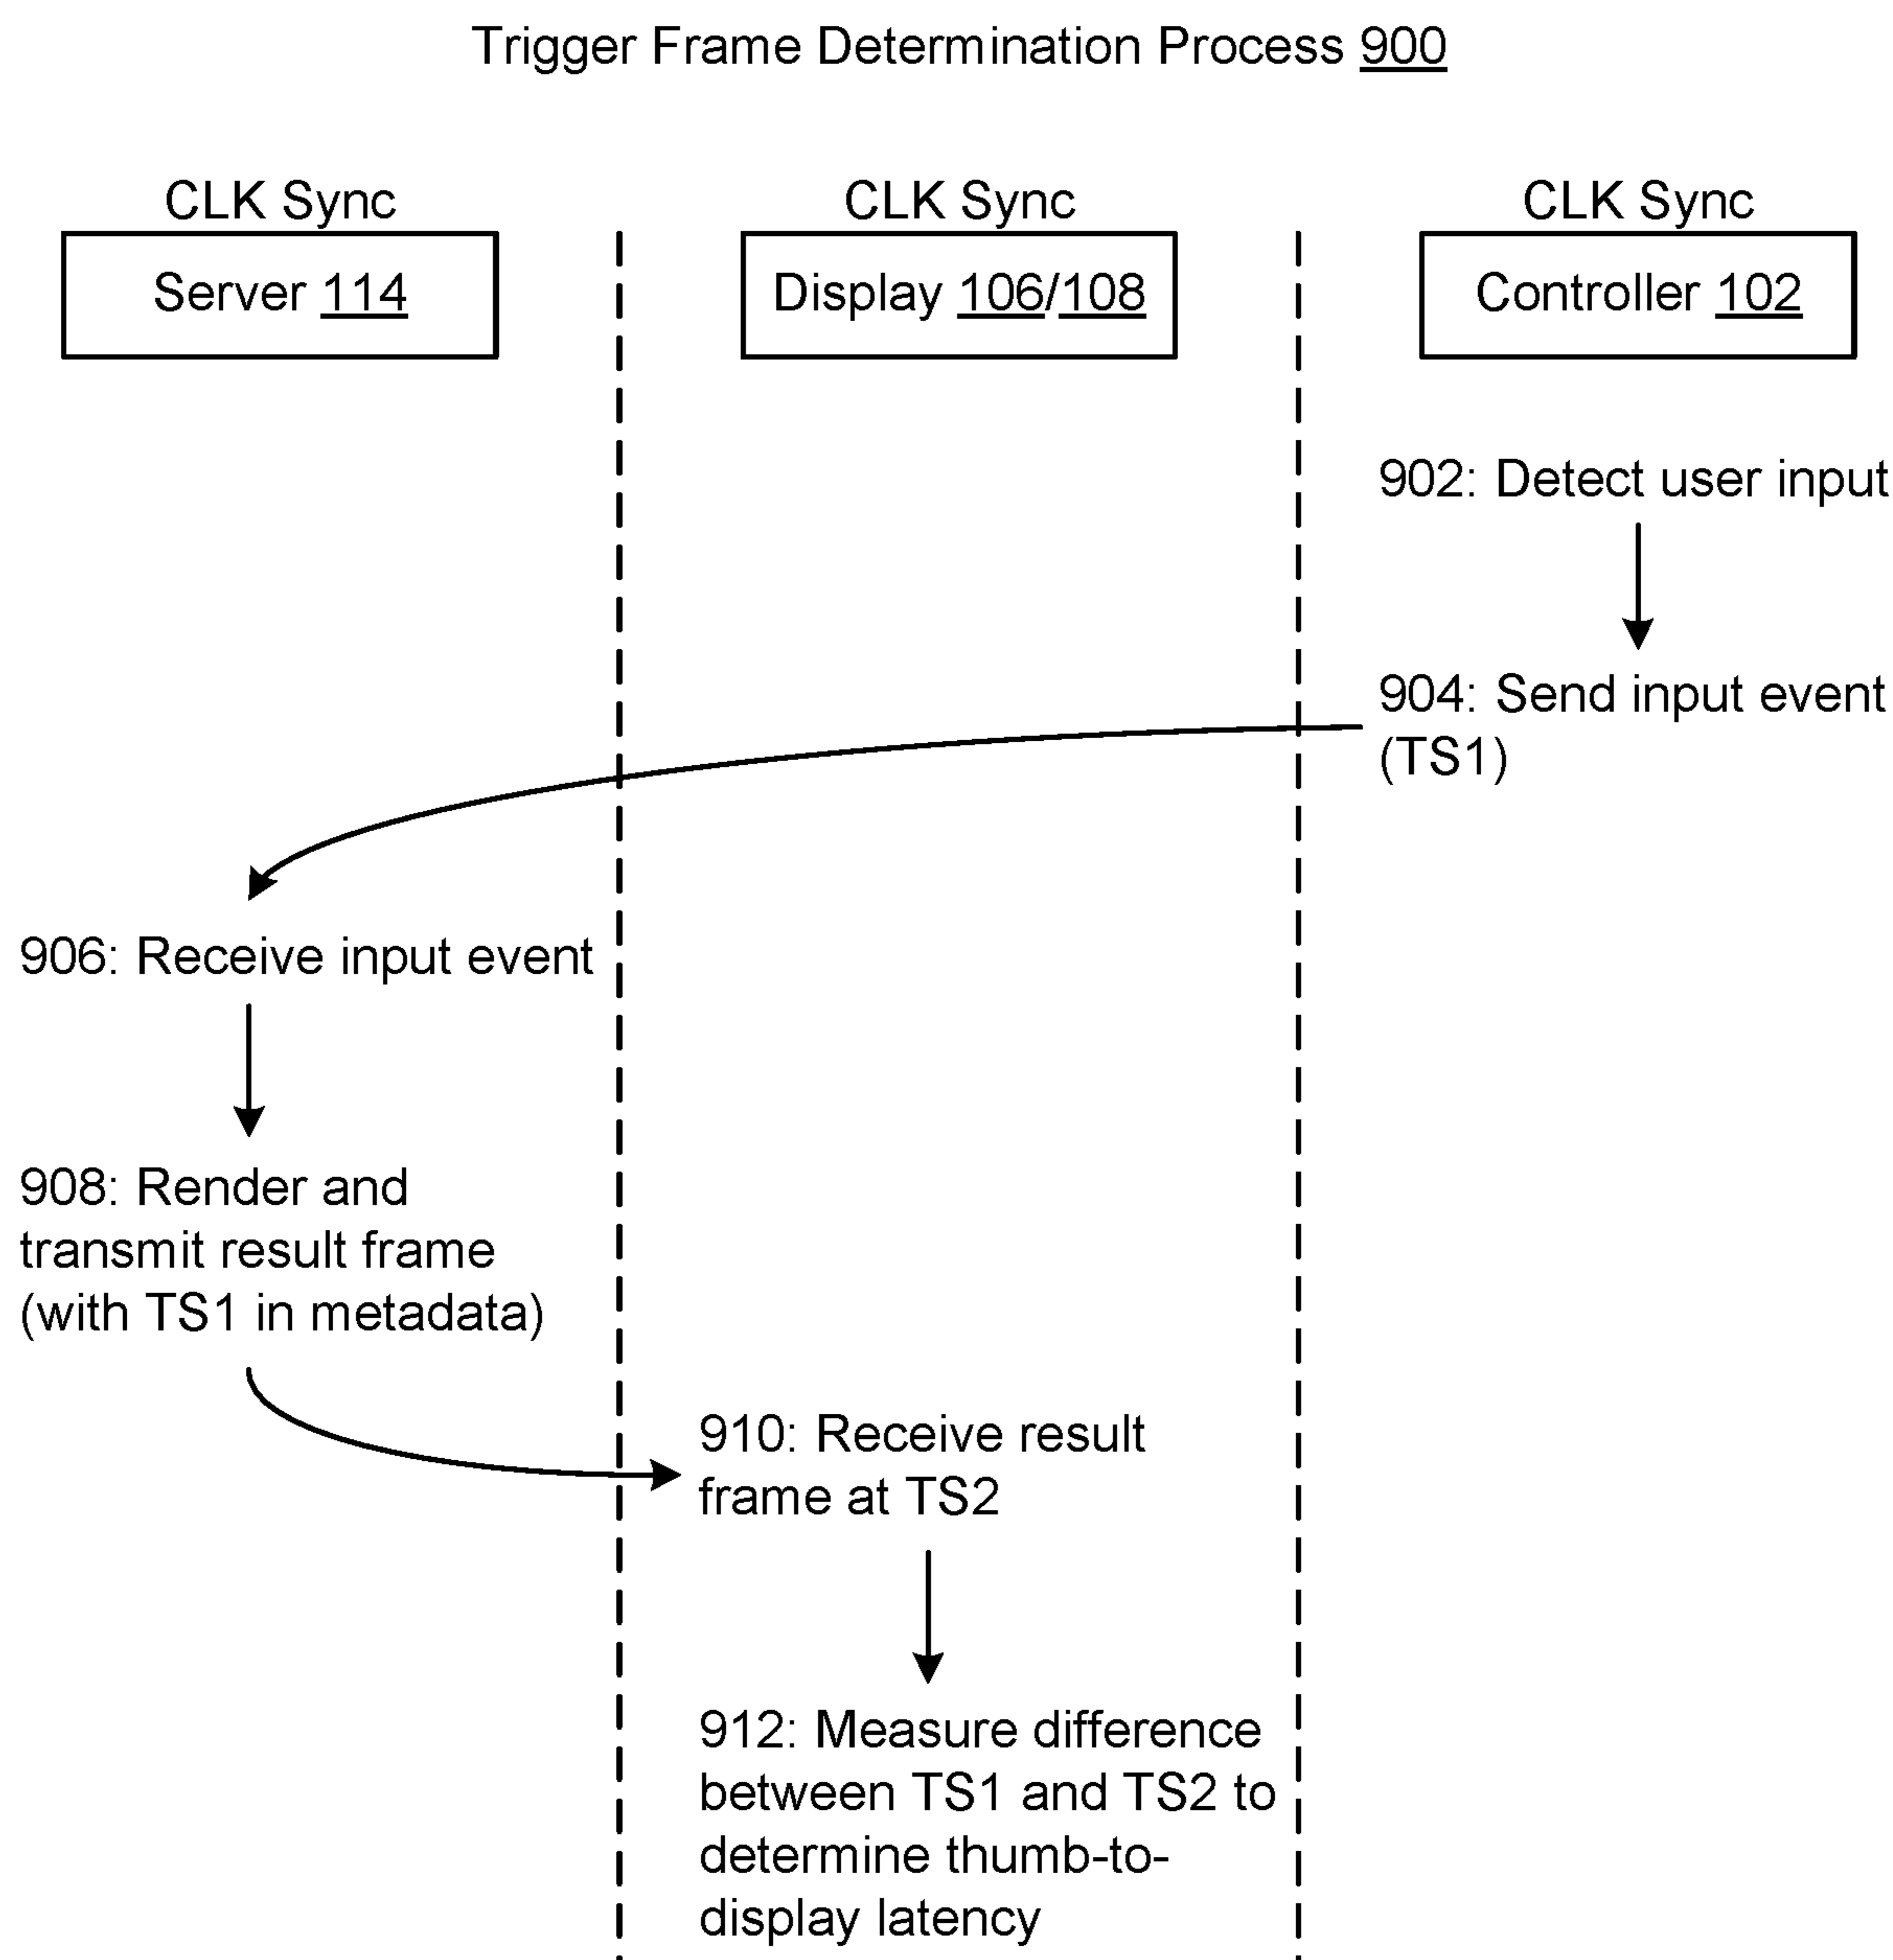 Trigger Frame Determination Process 900
CLK Sync
CLK Sync
CLK Sync
Server 114
Display 106/108
Controller 102
902: Detect user input
904: Send input event
(TS1)
906: Receive input event
908: Render and
transmit result frame
(with TS1 in metadata)
910: Receive result
frame at TS2
912: Measure difference
between TS1 and TS2 to
determine thumb-to-
display latency